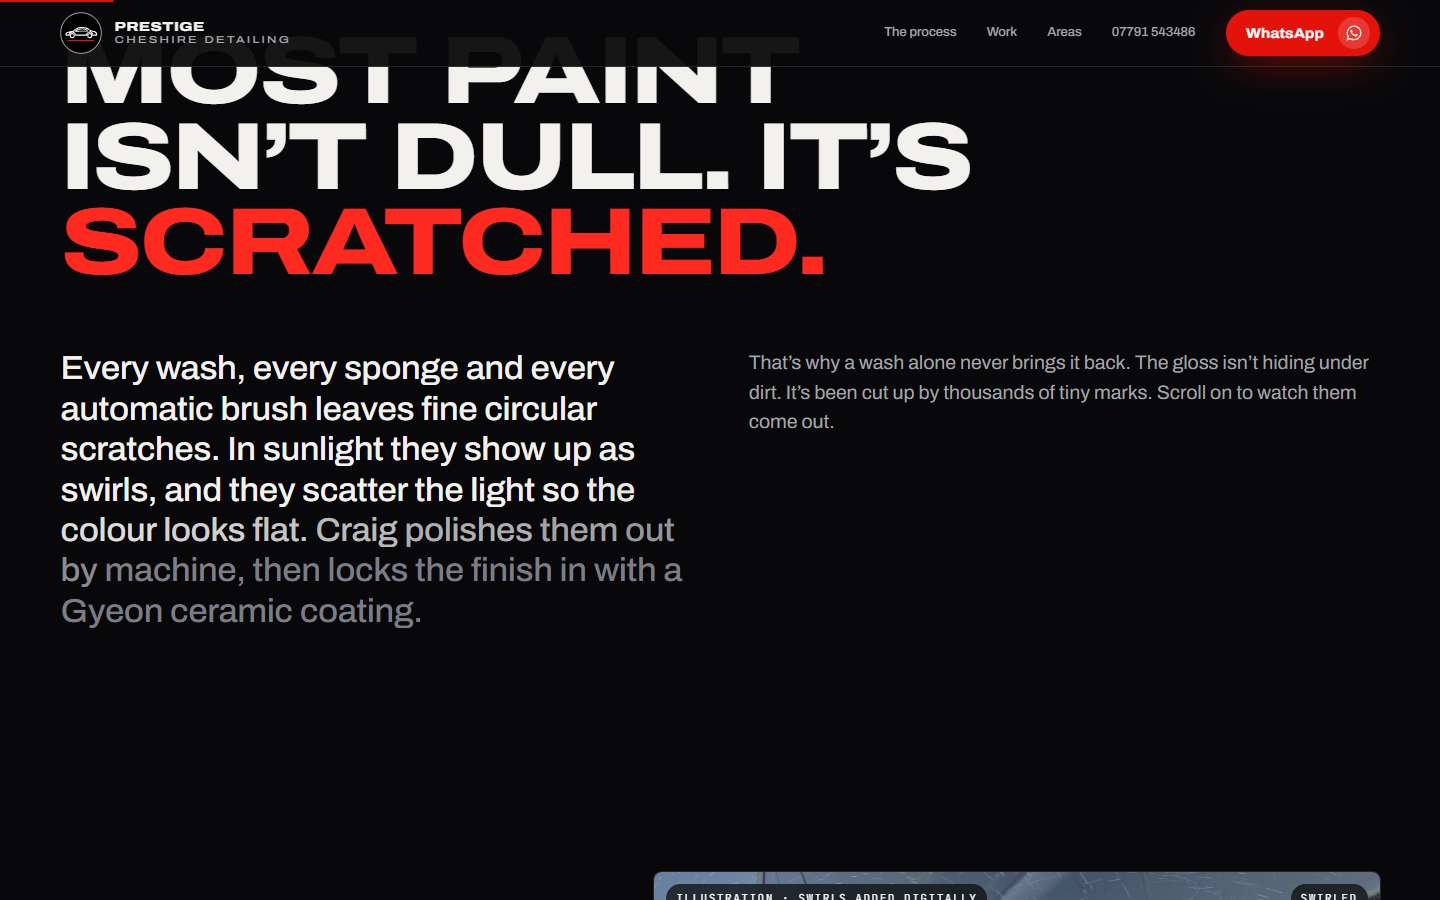 PRESTIGE
CHESHIRE DETAILING
The process
Work
Areas
07791 543486
WhatsApp
MOST PAINT
ISN’T DULL. IT’S
SCRATCHED.
Every wash, every sponge and every
automatic brush leaves fine circular
scratches. In sunlight they show up as
swirls, and they scatter the light so the
colour looks flat. Craig polishes them out
by machine, then locks the finish in with a
Gyeon ceramic coating.
That’s why a wash alone never brings it back. The gloss isn’t hiding under
dirt. It’s been cut up by thousands of tiny marks. Scroll on to watch them
come out.
ILLUSTRATION · SWIRLS ADDED DIGITALLY
SWIRLED